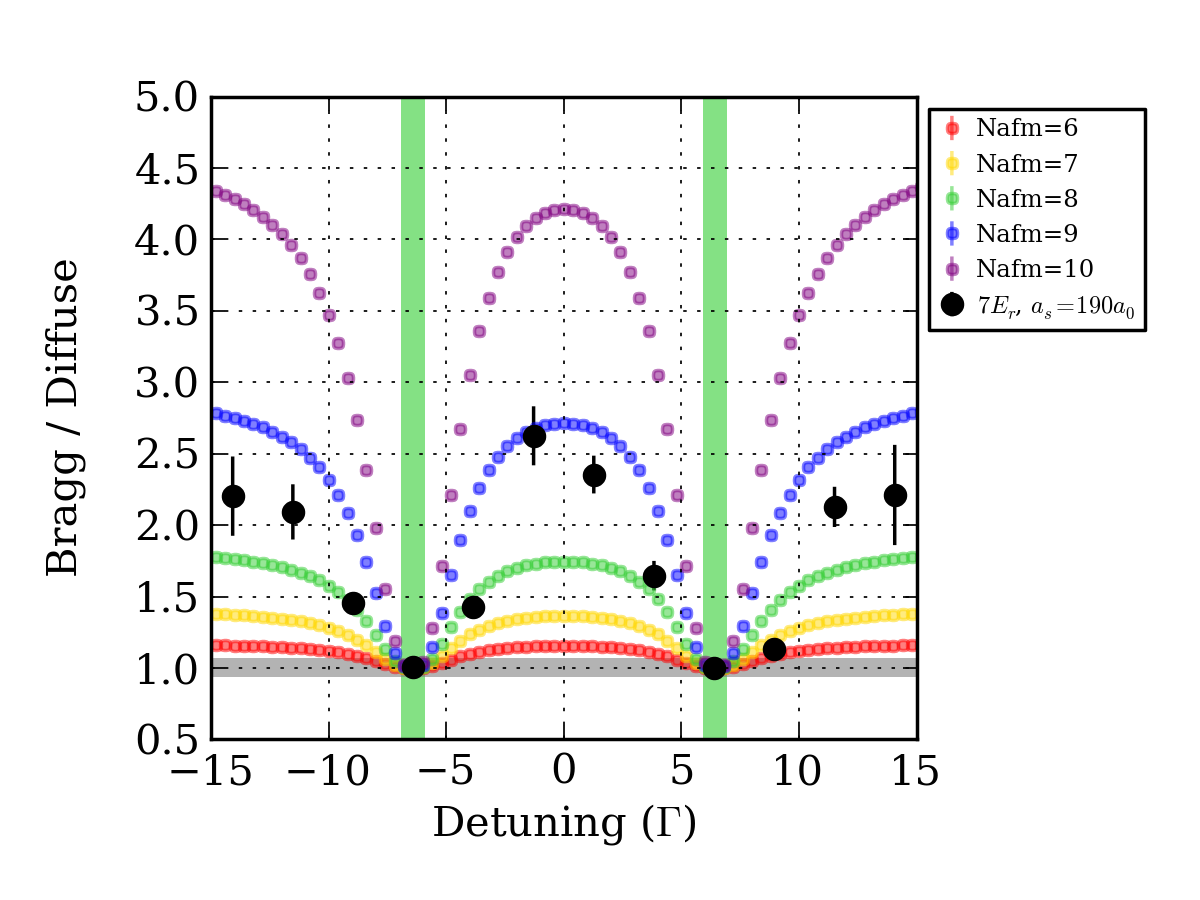 5.0
4.5
4.0
3.5
3.0
2.5
2.0
1.5
1.0
0.5
Bragg / Diffuse
−15
−10
−5
0
5
10
15
Detuning (Γ)
Nafm=6
Nafm=7
Nafm=8
Nafm=9
Nafm=10
7Eᵣ, aₛ=190a₀